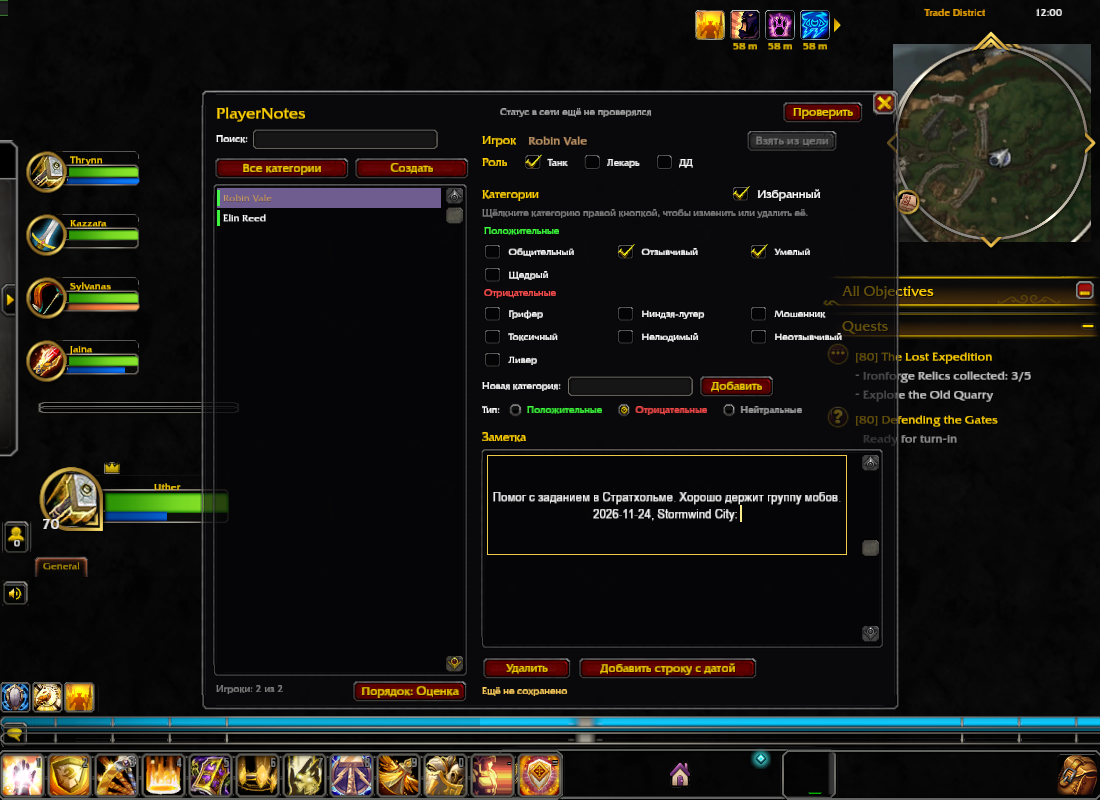 Trade District
12:00
58 m
58 m
58 m
PlayerNotes
Статус в сети ещё не проверялся
Проверить
Поиск:
Игрок
Robin Vale
Взять из цели
Роль
Танк
Лекарь
ДД
Все категории
Создать
Robin Vale
Elin Reed
Категории
Избранный
Щёлкните категорию правой кнопкой, чтобы изменить или удалить её.
Положительные
Общительный
Отзывчивый
Умелый
Щедрый
Отрицательные
Грифер
Ниндзя-лутер
Мошенник
Токсичный
Нелюдимый
Неотзывчивый
Ливер
Новая категория:
Добавить
Тип:
Положительные
Отрицательные
Нейтральные
Заметка
Помог с заданием в Стратхольме. Хорошо держит группу мобов.
2026-11-24, Stormwind City:
Удалить
Добавить строку с датой
Ещё не сохранено
Игроки: 2 из 2
Порядок: Оценка
Thrynn
Kazzara
Sylvanas
Jaina
Uther
70
0
General
All Objectives
Quests
[80] The Lost Expedition
- Ironforge Relics collected: 3/5
- Explore the Old Quarry
[80] Defending the Gates
Ready for turn-in